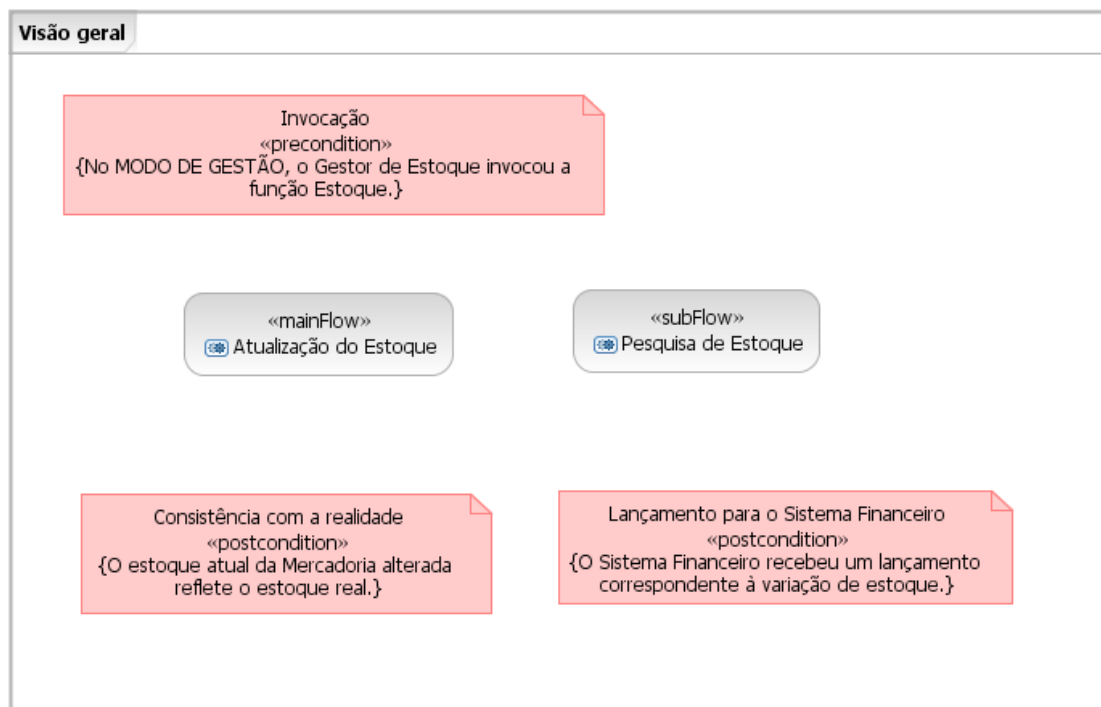 Visão geral
Invocação
«precondition»
{No MODO DE GESTÃO, o Gestor de Estoque invocou a
função Estoque.}
«mainFlow»
Atualização do Estoque
«subFlow»
Pesquisa de Estoque
Consistência com a realidade
«postcondition»
{O estoque atual da Mercadoria alterada
reflete o estoque real.}
Lançamento para o Sistema Financeiro
«postcondition»
{O Sistema Financeiro recebeu um lançamento
correspondente à variação de estoque.}